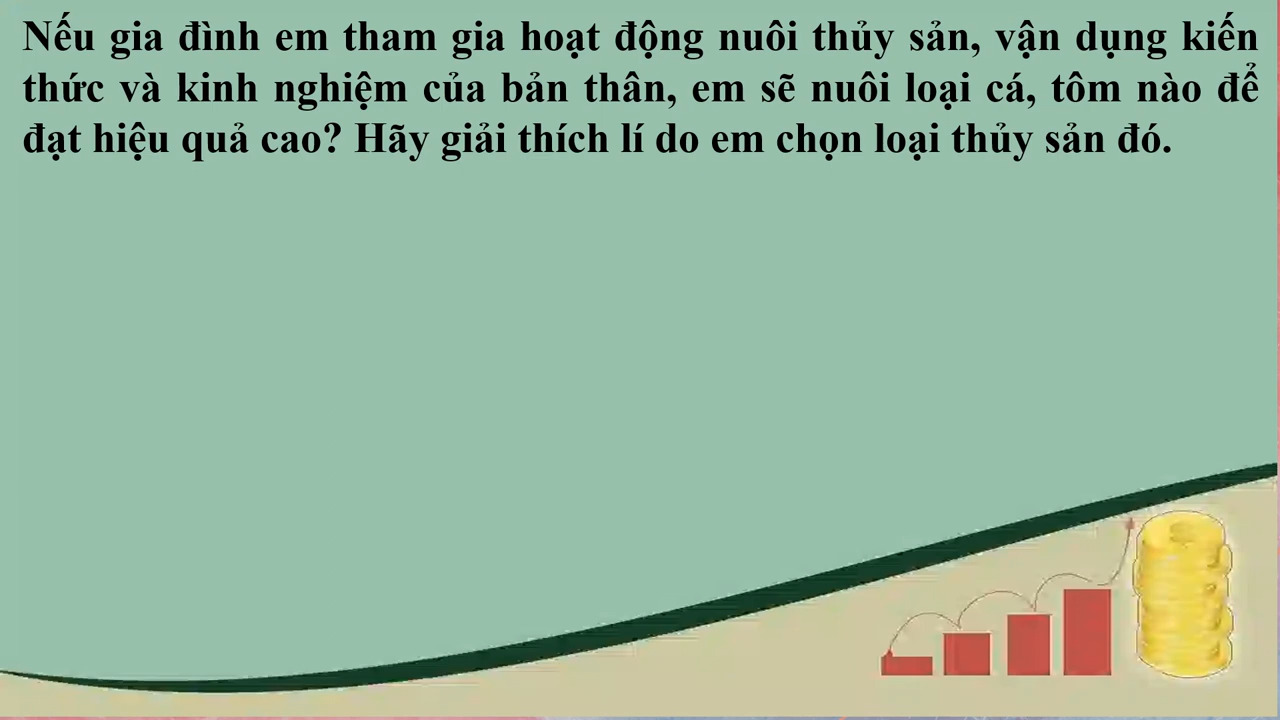 Nếu gia đình em tham gia hoạt động nuôi thủy sản, vận dụng kiến
thức và kinh nghiệm của bản thân, em sẽ nuôi loại cá, tôm nào để
đạt hiệu quả cao? Hãy giải thích lí do em chọn loại thủy sản đó.